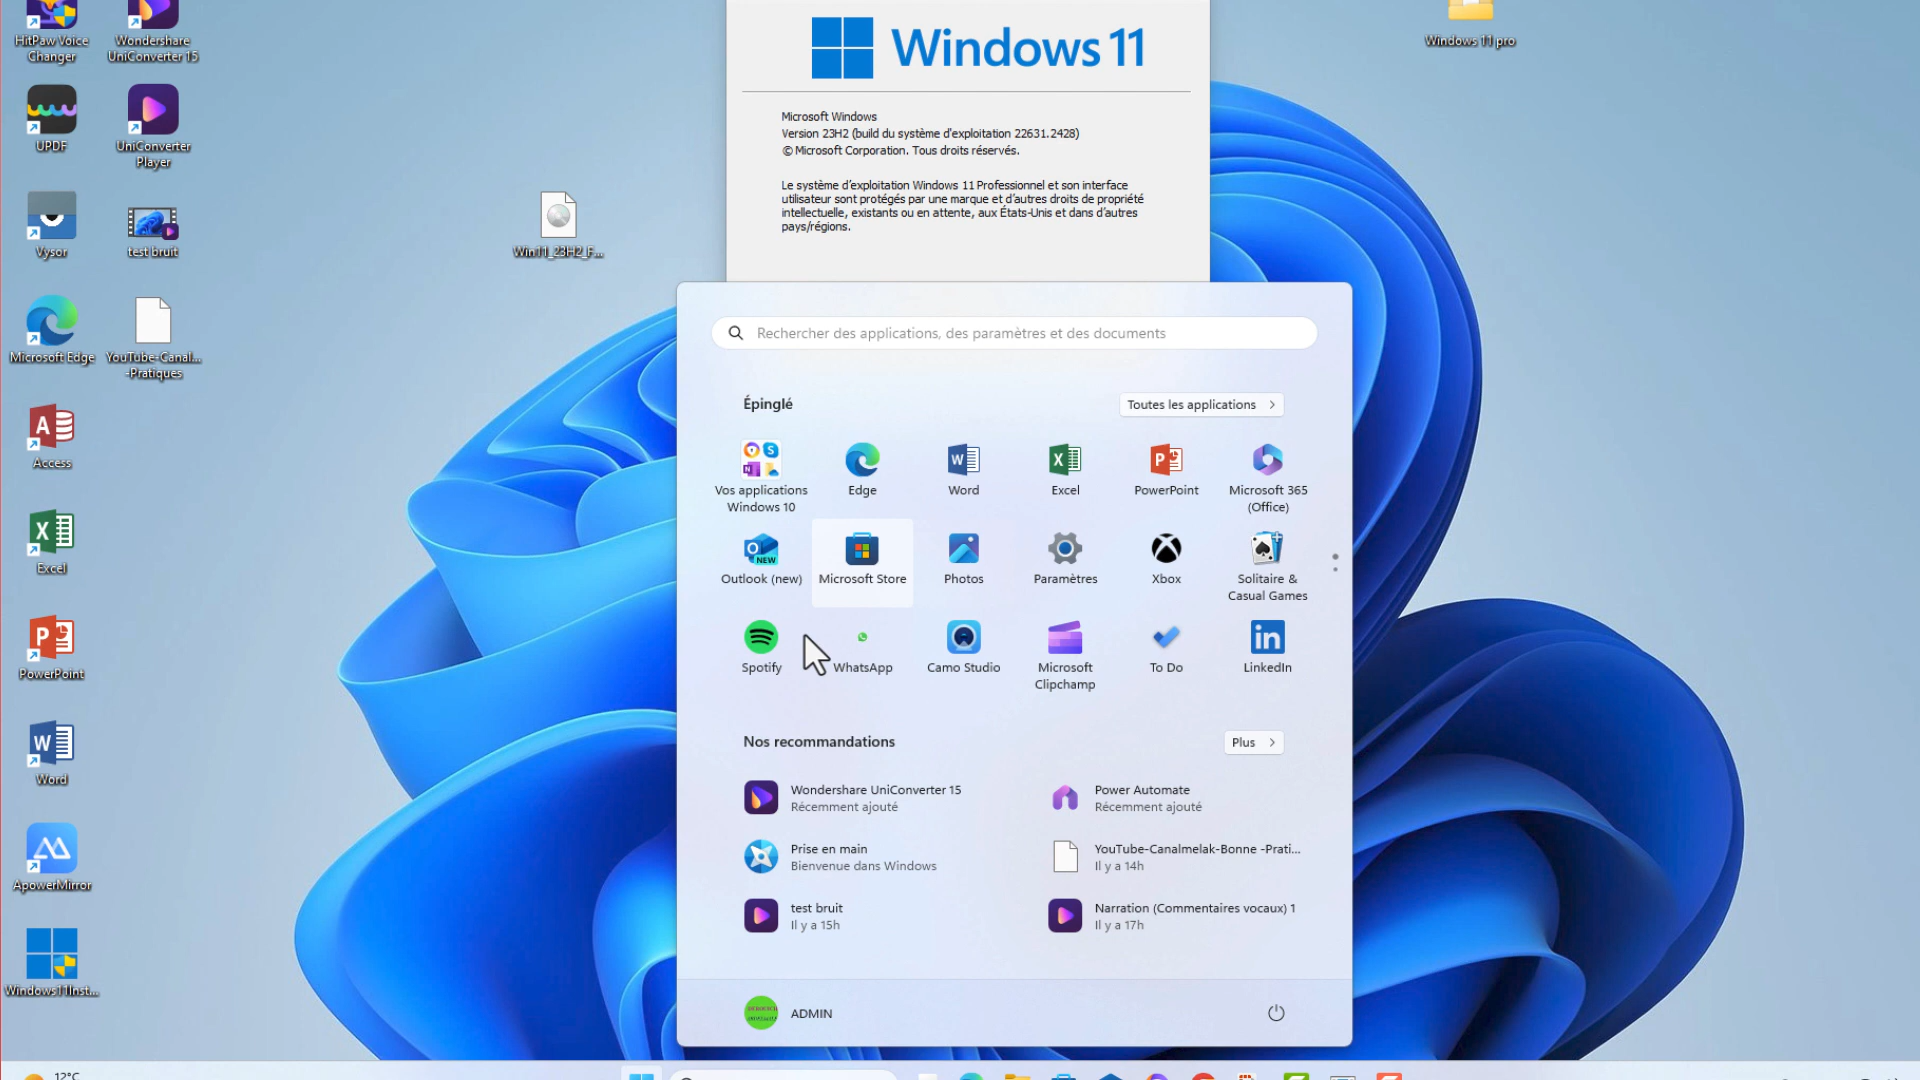 HitPaw Voice
Changer
Wondershare
UniConverter 15
UPDF
UniConverter
Player
Vysor
test bruit
Microsoft Edge
YouTube-Canal...
-Pratiques
Access
Excel
PowerPoint
Word
ApowerMirror
Windows11Inst...
Win11_23H2_F...
Windows 11 pro
Windows 11
Microsoft Windows
Version 23H2 (build du système d'exploitation 22631.2428)
© Microsoft Corporation. Tous droits réservés.
Le système d'exploitation Windows 11 Professionnel et son interface
utilisateur sont protégés par une marque et d'autres droits de propriété
intellectuelle, existants ou en attente, aux États-Unis et dans d'autres
pays/régions.
Rechercher des applications, des paramètres et des documents
Épinglé
Toutes les applications
Vos applications
Windows 10
Edge
Word
Excel
PowerPoint
Microsoft 365
(Office)
Outlook (new)
Microsoft Store
Photos
Paramètres
Xbox
Solitaire &
Casual Games
Spotify
WhatsApp
Camo Studio
Microsoft
Clipchamp
To Do
LinkedIn
Nos recommandations
Plus
Wondershare UniConverter 15
Récemment ajouté
Power Automate
Récemment ajouté
Prise en main
Bienvenue dans Windows
YouTube-Canalmelak-Bonne -Prati...
Il y a 14h
test bruit
Il y a 15h
Narration (Commentaires vocaux) 1
Il y a 17h
ADMIN
12°C